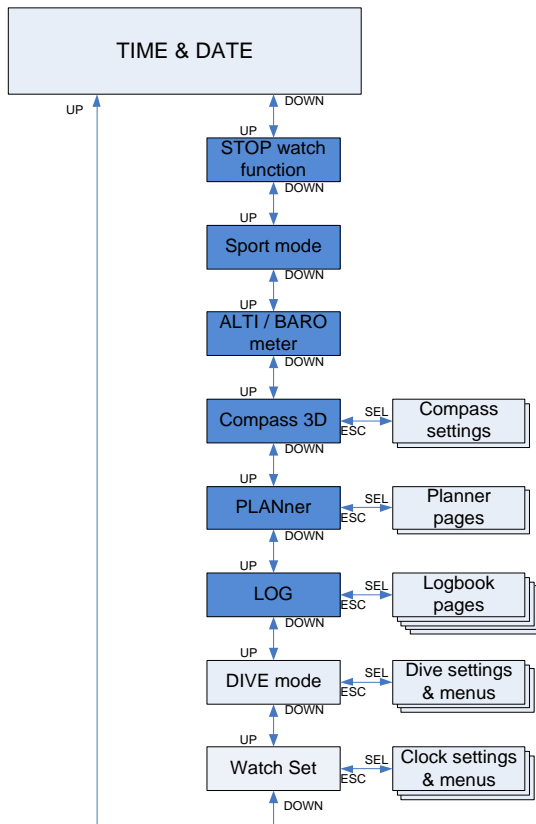 TIME & DATE
UP
DOWN
UP
STOP watch
function
DOWN
UP
Sport mode
DOWN
UP
ALTI / BARO
meter
DOWN
UP
Compass 3D
SEL
ESC
Compass
settings
DOWN
UP
PLANner
SEL
ESC
Planner
pages
DOWN
UP
LOG
SEL
ESC
Logbook
pages
DOWN
UP
DIVE mode
SEL
ESC
Dive settings
& menus
DOWN
UP
Watch Set
SEL
ESC
Clock settings
& menus
DOWN